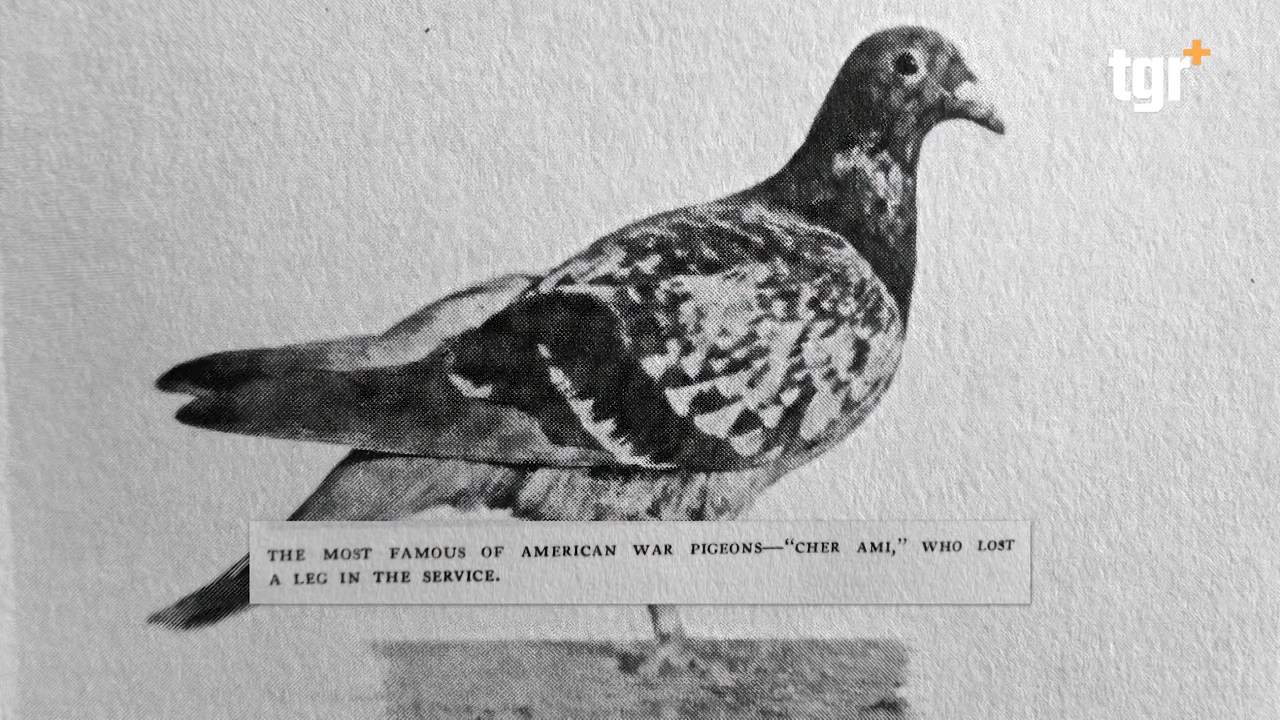 tgr+
THE MOST FAMOUS OF AMERICAN WAR PIGEONS—“CHER AMI,” WHO LOST
A LEG IN THE SERVICE.